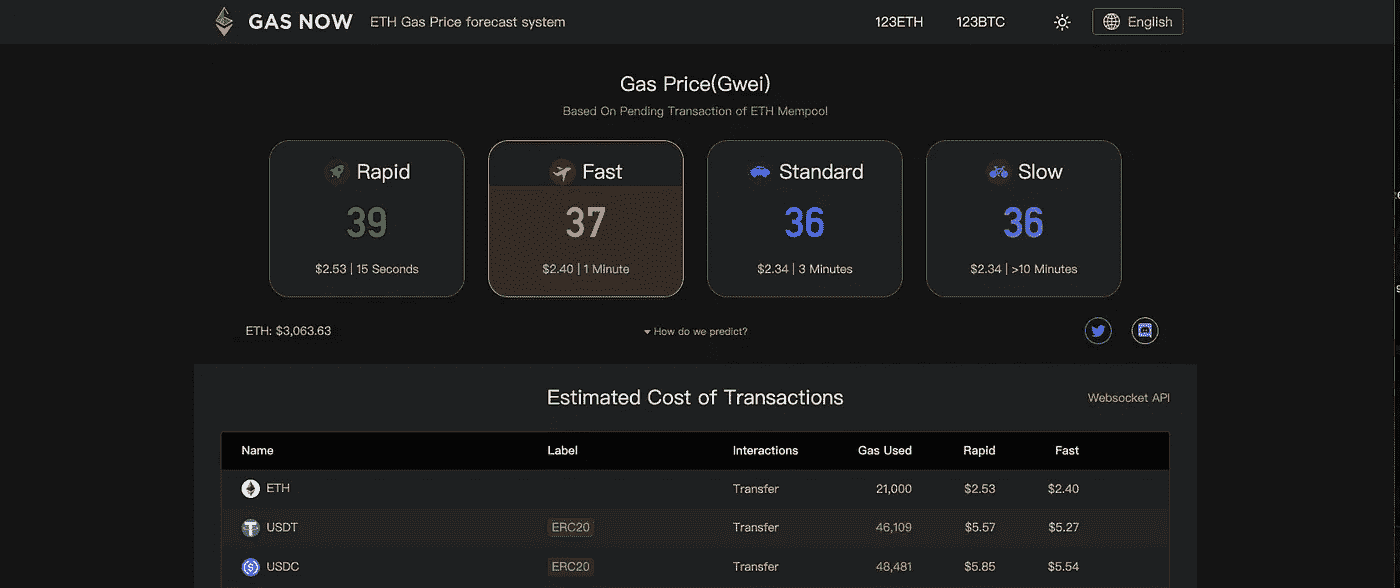 GAS NOW ETH Gas Price forecast system 123ETH 123BTC English
Gas Price(Gwei)
Based On Pending Transaction of ETH Mempool
Rapid Fast Standard Slow
39 37 36 36
$2.53 | 15 Seconds $2.40 | 1 Minute $2.34 | 3 Minutes $2.34 | >10 Minutes
ETH: $3,063.63 How do we predict?
Estimated Cost of Transactions Websocket API
Name Label Interactions Gas Used Rapid Fast
ETH Transfer 21,000 $2.53 $2.40
USDT ERC20 Transfer 46,109 $5.57 $5.27
USDC ERC20 Transfer 48,481 $5.85 $5.54